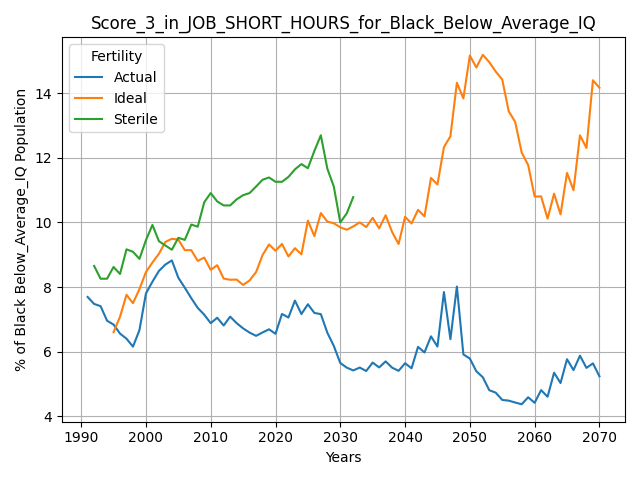 Score_3_in_JOB_SHORT_HOURS_for_Black_Below_Average_IQ
Fertility
Actual
Ideal
Sterile
% of Black Below_Average_IQ Population
14
12
10
8
6
4
1990 2000 2010 2020 2030 2040 2050 2060 2070
Years